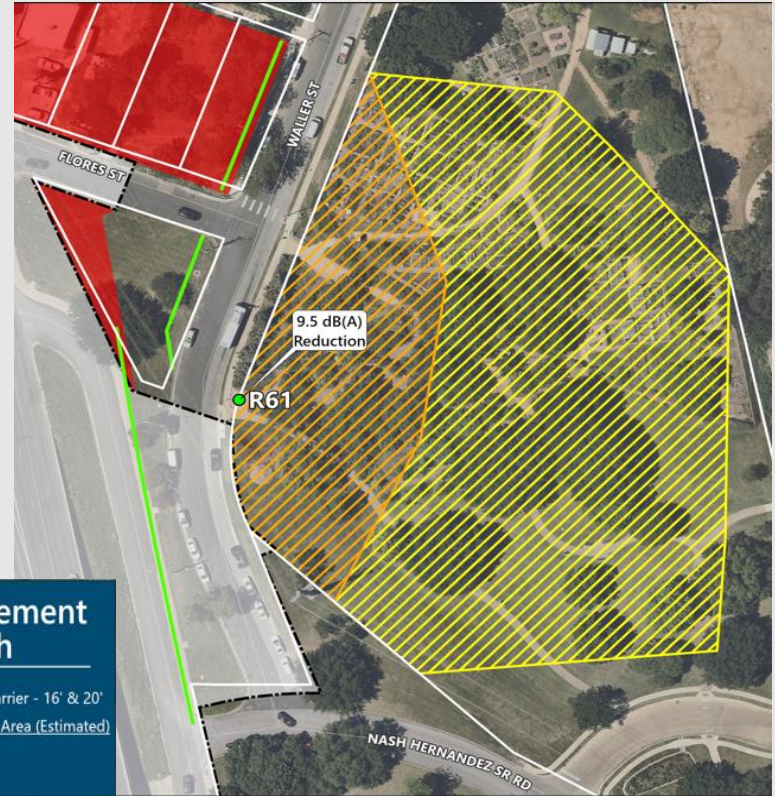 FLORES ST
WALLER ST
9.5 dB(A)
Reduction
R61
ement
h
rrier - 16' & 20'
Area (Estimated)
NASH HERNANDEZ SR RD